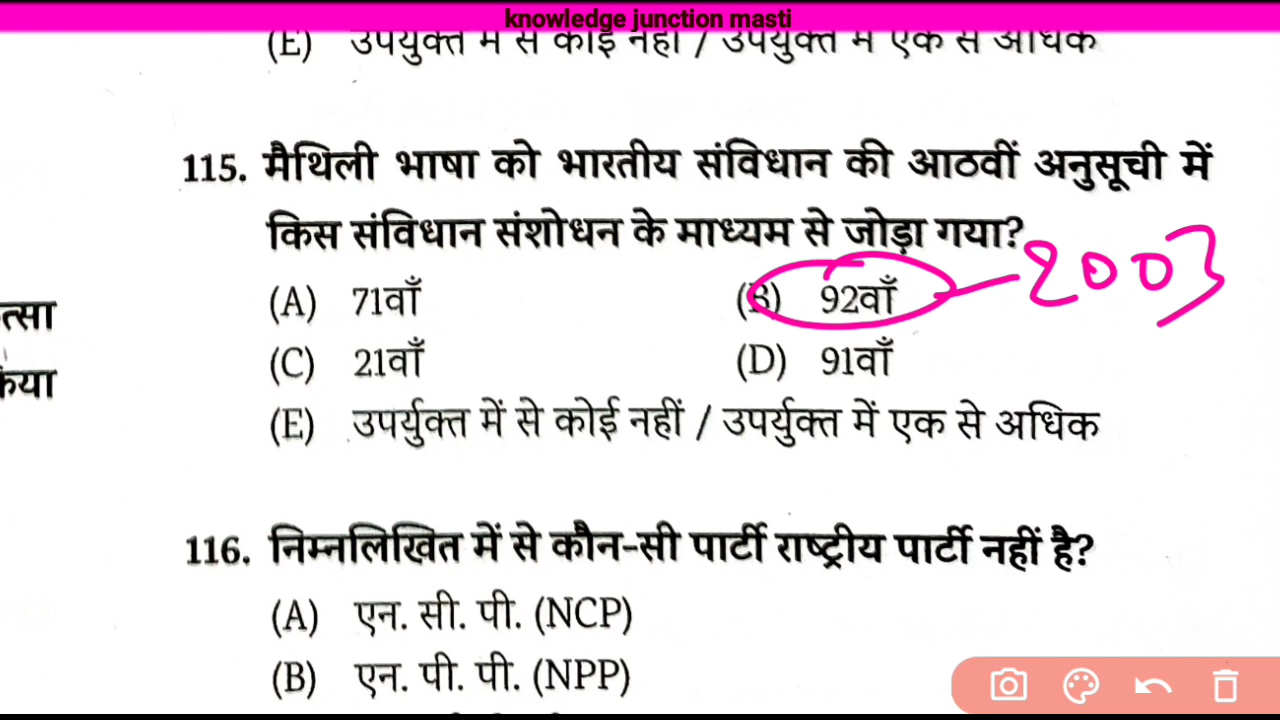 knowledge junction masti
(E) उपर्युक्त में से कोई नहीं / उपर्युक्त में एक से अधिक
115. मैथिली भाषा को भारतीय संविधान की आठवीं अनुसूची में
किस संविधान संशोधन के माध्यम से जोड़ा गया?
2003
(A) 71वाँ (B) 92वाँ
त्सा
(C) 21वाँ (D) 91वाँ
(E) उपर्युक्त में से कोई नहीं / उपर्युक्त में एक से अधिक
116. निम्नलिखित में से कौन-सी पार्टी राष्ट्रीय पार्टी नहीं है?
(A) एन. सी. पी. (NCP)
(B) एन. पी. पी. (NPP)